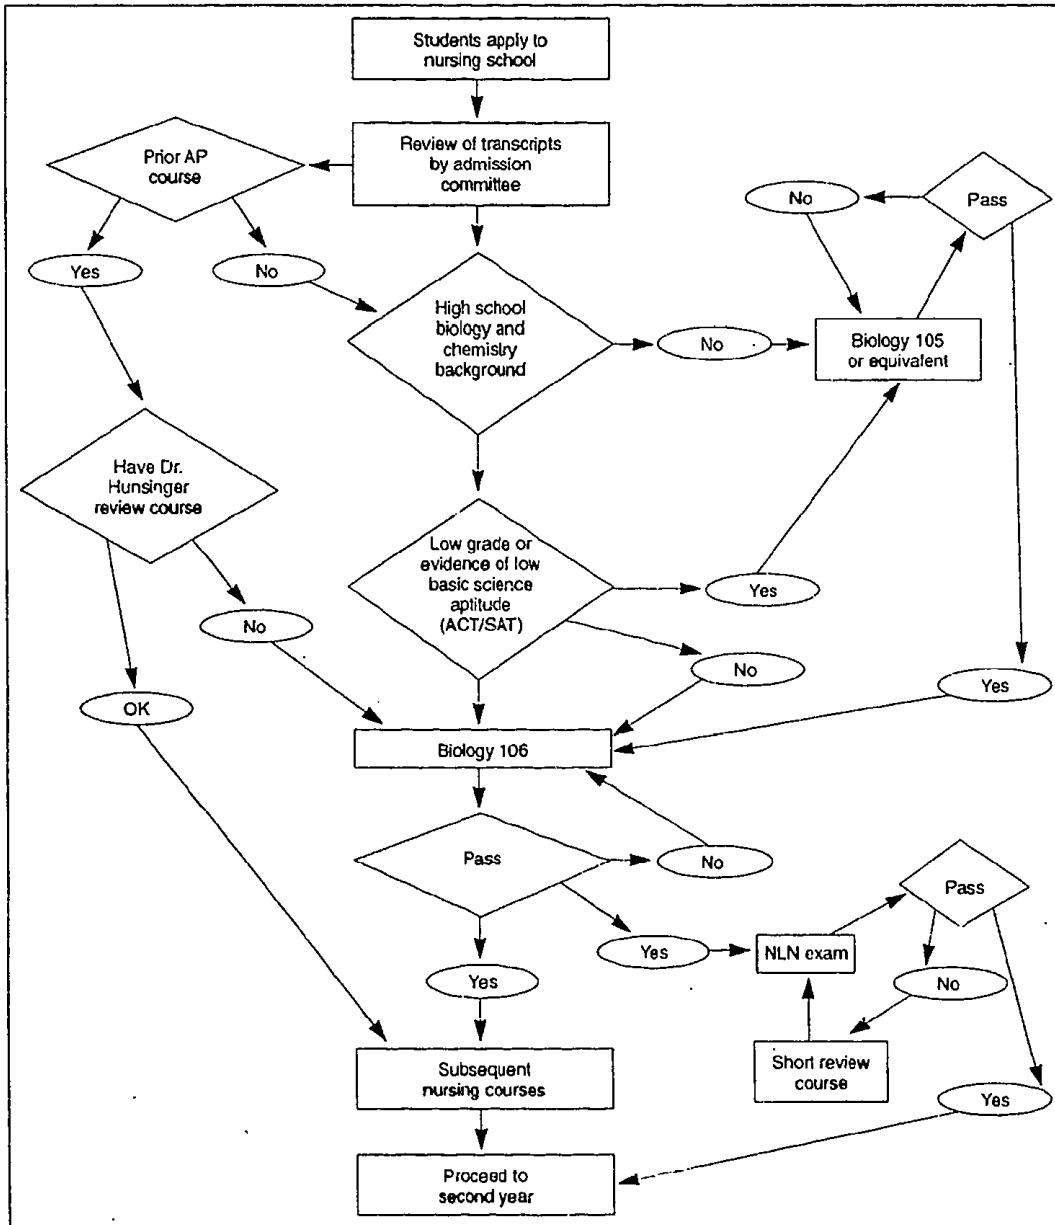 Students apply to
nursing school
Review of transcripts
by admission
committee
Prior AP
course
Pass
No
Yes
No
High school
biology and
chemistry
background
No
Biology 105
or equivalent
Have Dr.
Hunsinger
review course
Low grade or
evidence of low
basic science
aptitude
(ACT/SAT)
Yes
No
No
Yes
OK
Biology 106
Pass
No
Pass
Yes
NLN exam
Yes
No
Subsequent
nursing courses
Short review
course
Yes
Proceed to
second year